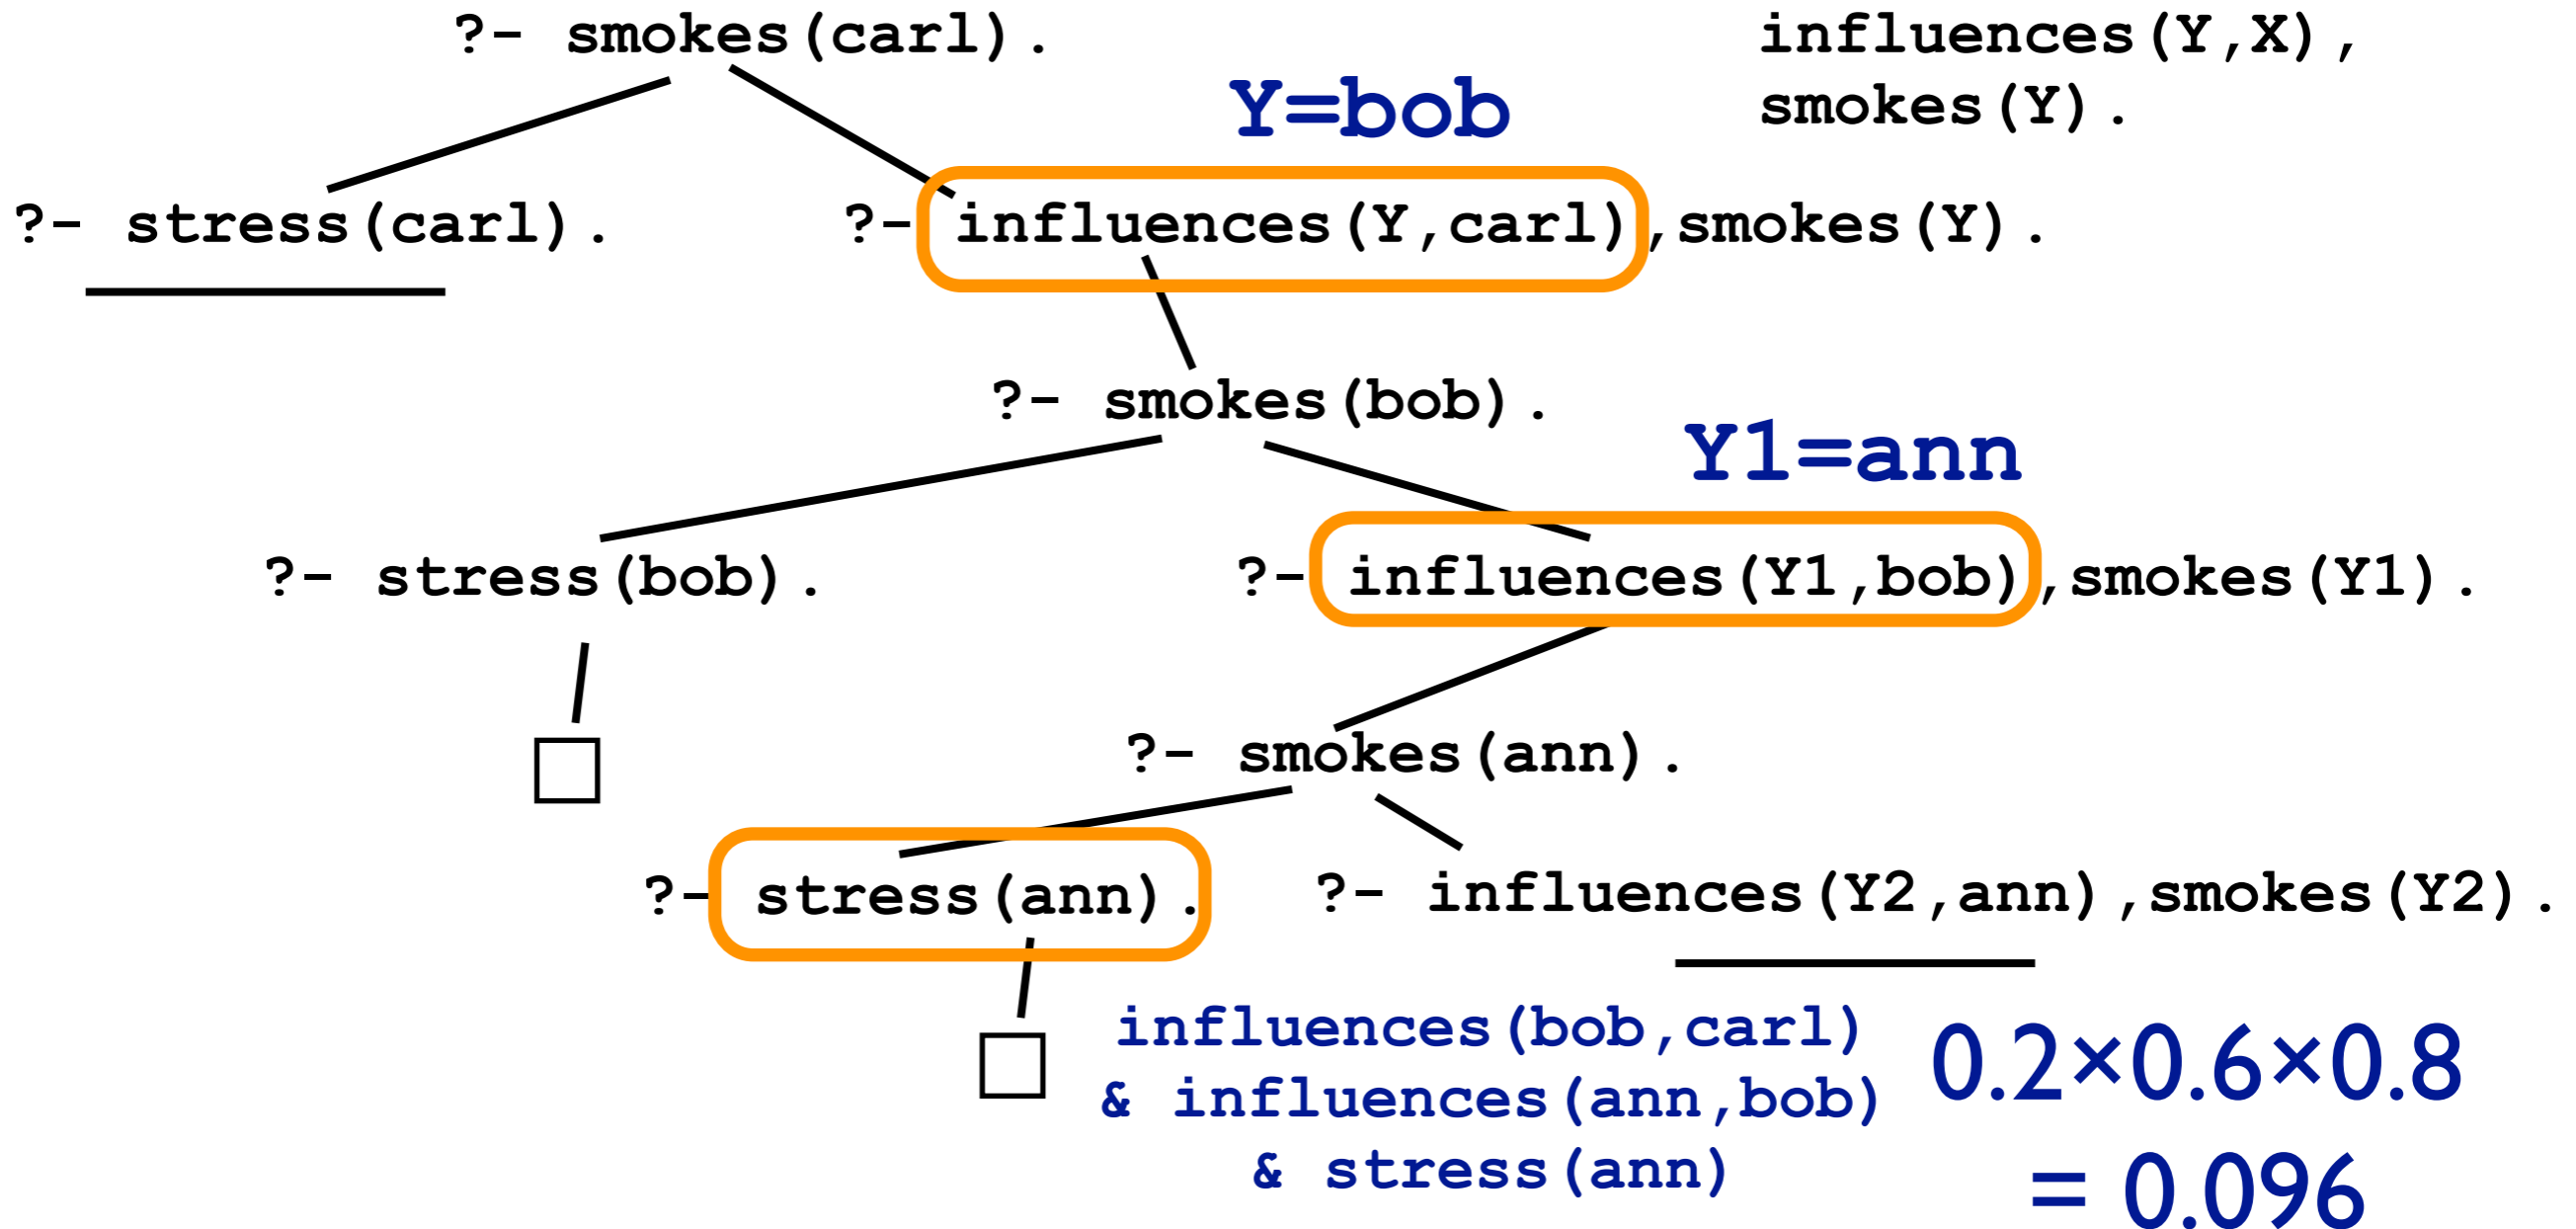 ?- smokes(carl).
influences(Y,X),
smokes(Y).
Y=bob
?- stress(carl).
?- influences(Y,carl),smokes(Y).
?- smokes(bob).
Y1=ann
?- stress(bob).
?- influences(Y1,bob),smokes(Y1).
?- smokes(ann).
?- stress(ann).
?- influences(Y2,ann),smokes(Y2).
influences(bob,carl)
& influences(ann,bob)
& stress(ann)
0.2×0.6×0.8
= 0.096